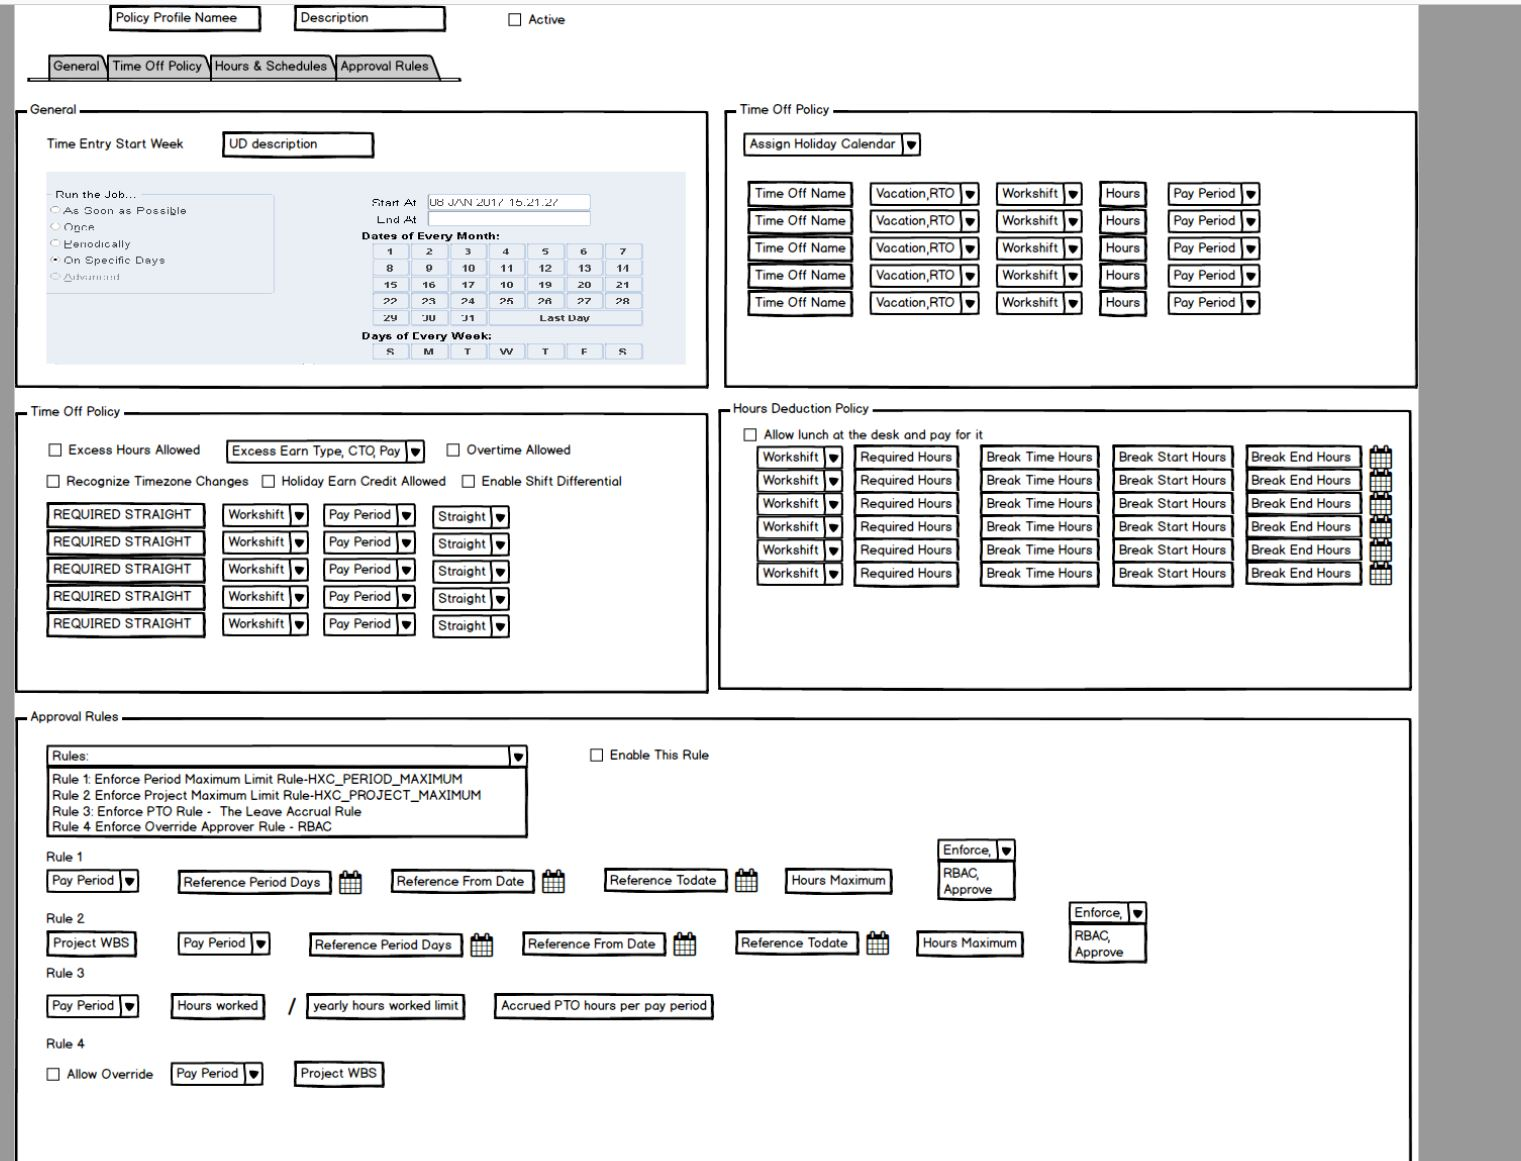 Policy Profile Namee Description Active
General Time Off Policy Hours & Schedules Approval Rules
General
Time Entry Start Week UD description
Run the Job...
As Soon as Possible
Once
Periodically
On Specific Days
Advanced
Start At 08 JAN 2017 15.21.27
End At
Dates of Every Month:
1 2 3 4 5 6 7
8 9 10 11 12 13 14
15 16 17 18 19 20 21
22 23 24 25 26 27 28
29 30 31 Last Day
Days of Every Week:
S M T W T F S
Time Off Policy
Assign Holiday Calendar
Time Off Name Vacation,RTO Workshift Hours Pay Period
Time Off Name Vacation,RTO Workshift Hours Pay Period
Time Off Name Vacation,RTO Workshift Hours Pay Period
Time Off Name Vacation,RTO Workshift Hours Pay Period
Time Off Name Vacation,RTO Workshift Hours Pay Period
Time Off Policy
Excess Hours Allowed Excess Earn Type, CTO, Pay Overtime Allowed
Recognize Timezone Changes Holiday Earn Credit Allowed Enable Shift Differential
REQUIRED STRAIGHT Workshift Pay Period Straight
REQUIRED STRAIGHT Workshift Pay Period Straight
REQUIRED STRAIGHT Workshift Pay Period Straight
REQUIRED STRAIGHT Workshift Pay Period Straight
REQUIRED STRAIGHT Workshift Pay Period Straight
Hours Deduction Policy
Allow lunch at the desk and pay for it
Workshift Required Hours Break Time Hours Break Start Hours Break End Hours
Workshift Required Hours Break Time Hours Break Start Hours Break End Hours
Workshift Required Hours Break Time Hours Break Start Hours Break End Hours
Workshift Required Hours Break Time Hours Break Start Hours Break End Hours
Workshift Required Hours Break Time Hours Break Start Hours Break End Hours
Workshift Required Hours Break Time Hours Break Start Hours Break End Hours
Approval Rules
Rules: Enable This Rule
Rule 1: Enforce Period Maximum Limit Rule-HXC_PERIOD_MAXIMUM
Rule 2 Enforce Project Maximum Limit Rule-HXC_PROJECT_MAXIMUM
Rule 3: Enforce PTO Rule - The Leave Accrual Rule
Rule 4 Enforce Override Approver Rule - RBAC
Rule 1
Pay Period Reference Period Days Reference From Date Reference Todate Hours Maximum Enforce,
RBAC,
Approve
Rule 2
Project WBS Pay Period Reference Period Days Reference From Date Reference Todate Hours Maximum Enforce,
RBAC,
Approve
Rule 3
Pay Period Hours worked / yearly hours worked limit Accrued PTO hours per pay period
Rule 4
Allow Override Pay Period Project WBS